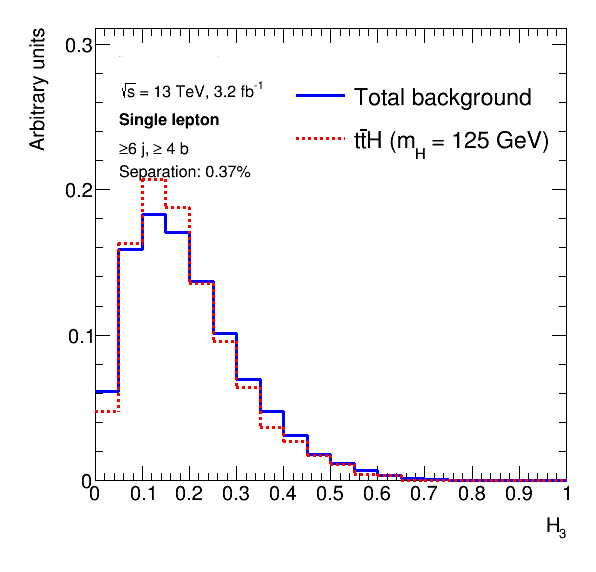 Arbitrary units
0.3
0.2
0.1
0
√s = 13 TeV, 3.2 fb⁻¹
Single lepton
≥6 j, ≥ 4 b
Separation: 0.37%
Total background
tt̄H (m_H = 125 GeV)
0 0.1 0.2 0.3 0.4 0.5 0.6 0.7 0.8 0.9 1
H₃